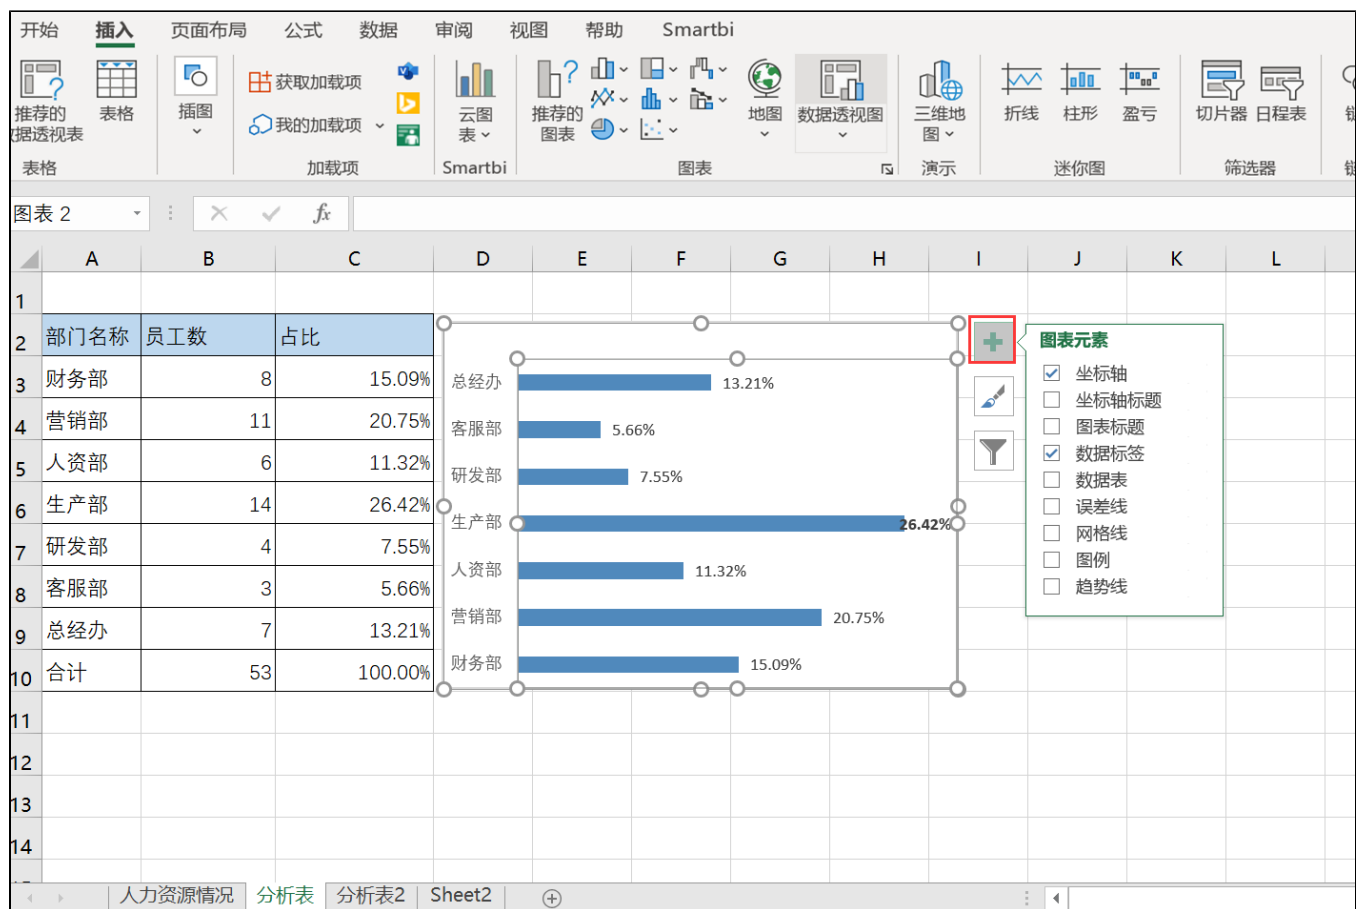 开始 插入 页面布局 公式 数据 审阅 视图 帮助 Smartbi
推荐的
据透视表
表格
插图
获取加载项
我的加载项
云图
表
推荐的
图表
地图
数据透视图
三维地
图
折线 柱形 盈亏
切片器 日程表
表格 加载项 Smartbi 图表 演示 迷你图 筛选器
图表 2
fx
A B C D E F G H I J K L
1
2 部门名称 员工数 占比
3 财务部 8 15.09%
4 营销部 11 20.75%
5 人资部 6 11.32%
6 生产部 14 26.42%
7 研发部 4 7.55%
8 客服部 3 5.66%
9 总经办 7 13.21%
10 合计 53 100.00%
11
12
13
14
总经办 13.21%
客服部 5.66%
研发部 7.55%
生产部 26.42%
人资部 11.32%
营销部 20.75%
财务部 15.09%
图表元素
坐标轴
坐标轴标题
图表标题
数据标签
数据表
误差线
网格线
图例
趋势线
人力资源情况 分析表 分析表2 Sheet2